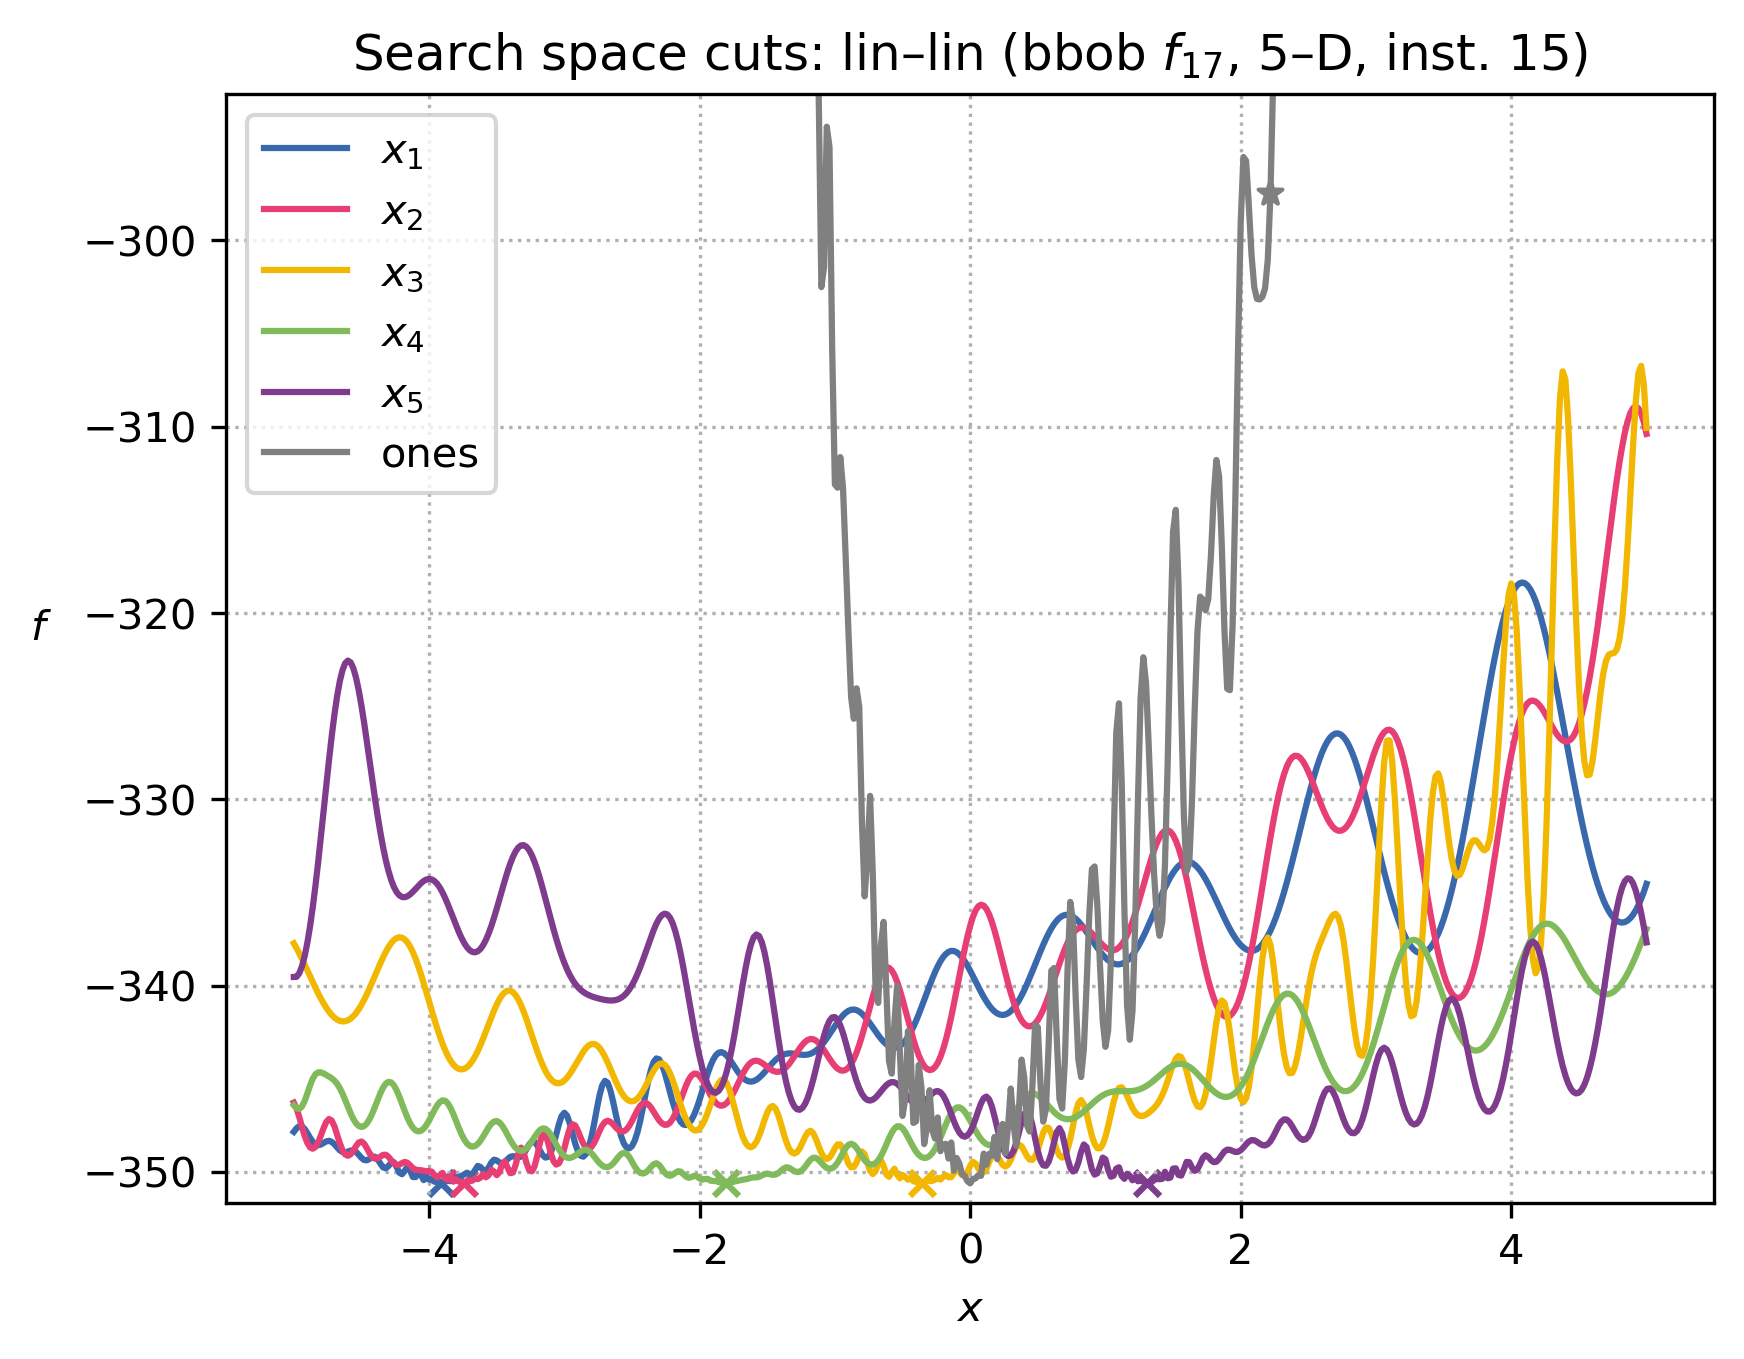 Search space cuts: lin–lin (bbob f₁₇, 5–D, inst. 15)
x₁
x₂
x₃
x₄
x₅
ones
−300
−310
−320
−330
−340
−350
f
−4 −2 0 2 4
x